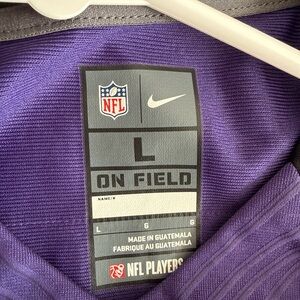 NFL
L
ON FIELD
NAME/#
L G G
MADE IN GUATEMALA
FABRIQUÉ AU GUATEMALA
NFL PLAYERS